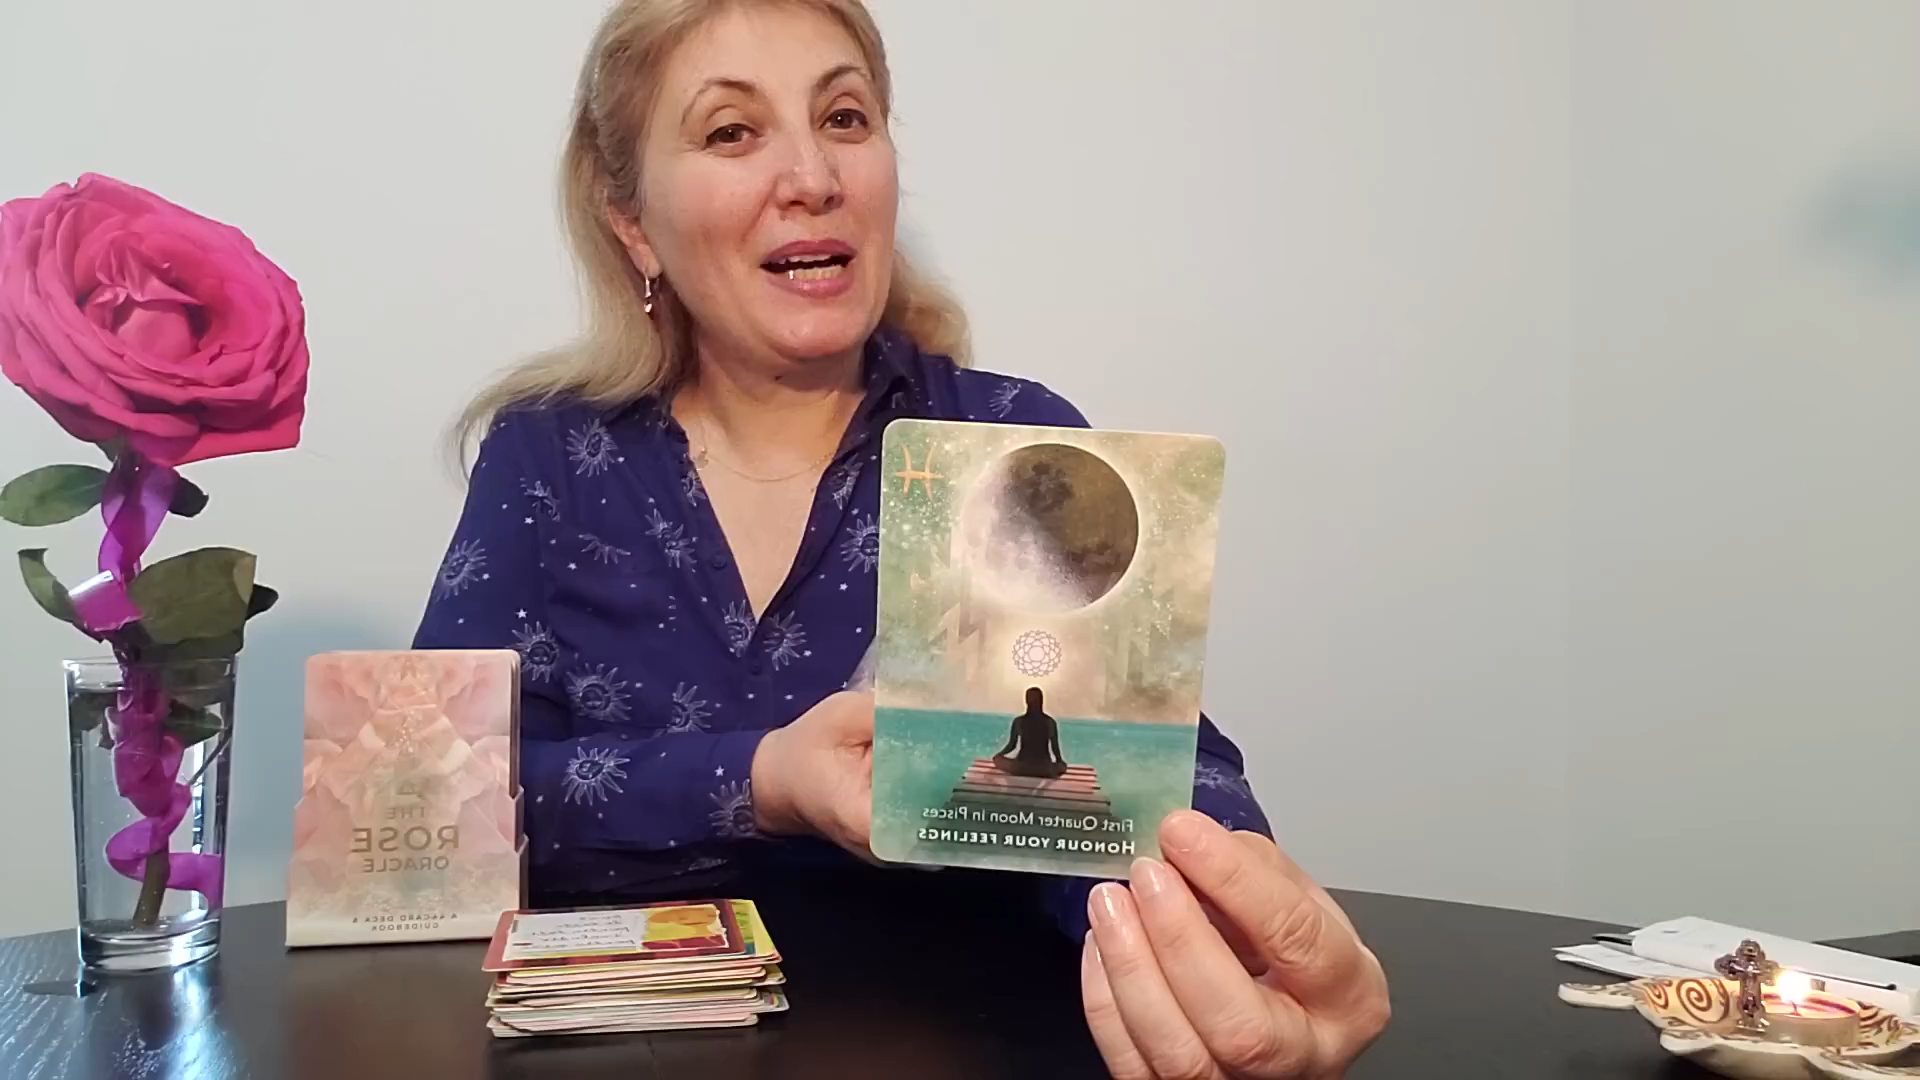 First Quarter Moon in Pisces
HONOUR YOUR FEELINGS
THE
ROSE
ORACLE
A 44 CARD DECK &
GUIDEBOOK